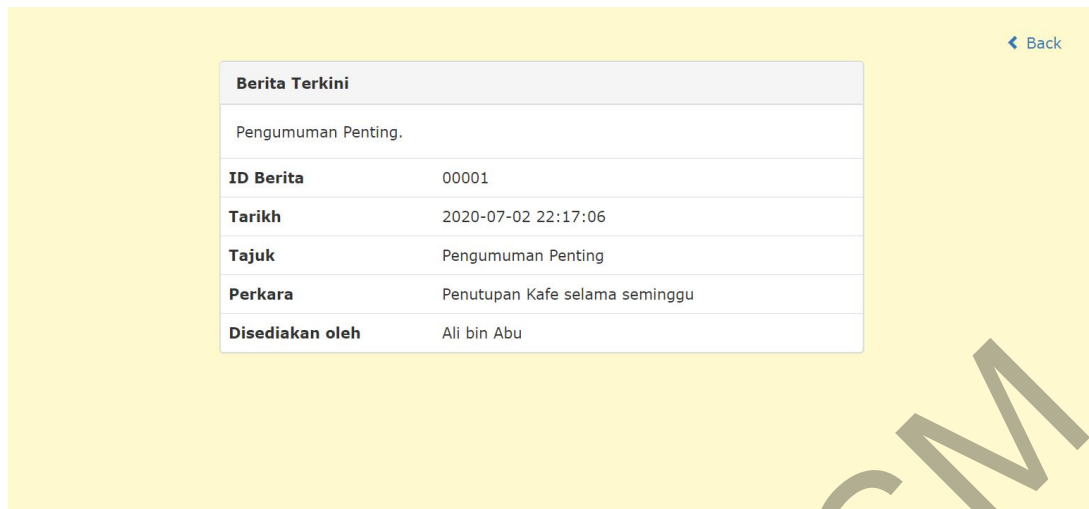 Back
Berita Terkini
Pengumuman Penting.
ID Berita 00001
Tarikh 2020-07-02 22:17:06
Tajuk Pengumuman Penting
Perkara Penutupan Kafe selama seminggu
Disediakan oleh Ali bin Abu
CM